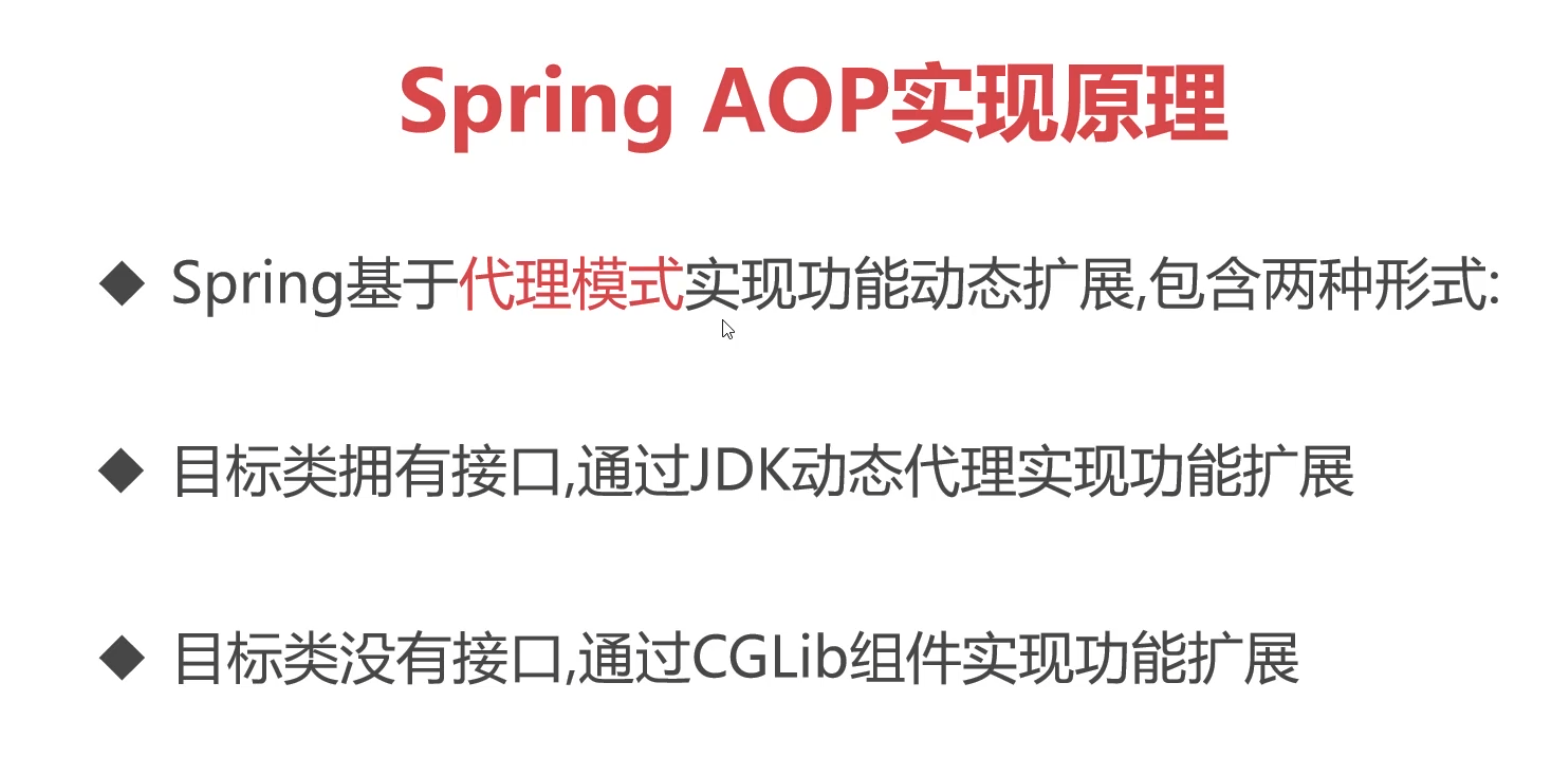 Spring AOP实现原理
Spring基于代理模式实现功能动态扩展,包含两种形式:
目标类拥有接口,通过JDK动态代理实现功能扩展
目标类没有接口,通过CGLib组件实现功能扩展